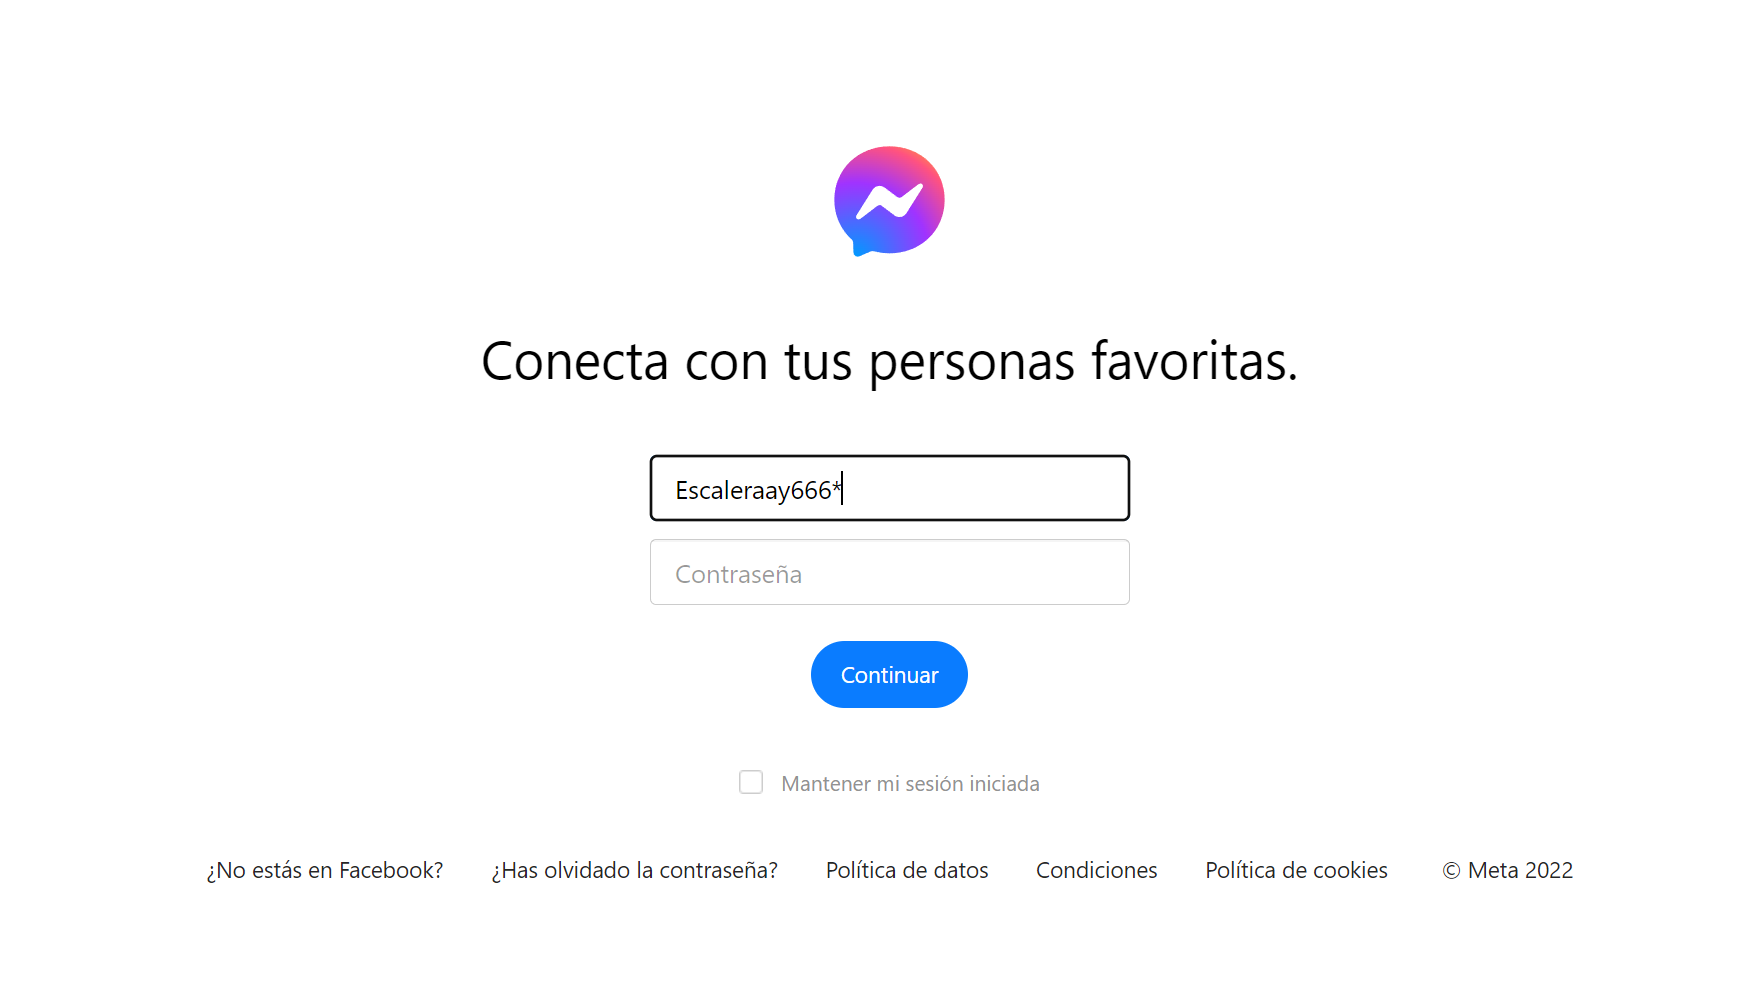 Conecta con tus personas favoritas.
Escaleraay666*
Contraseña
Continuar
Mantener mi sesión iniciada
¿No estás en Facebook? ¿Has olvidado la contraseña? Política de datos Condiciones Política de cookies © Meta 2022